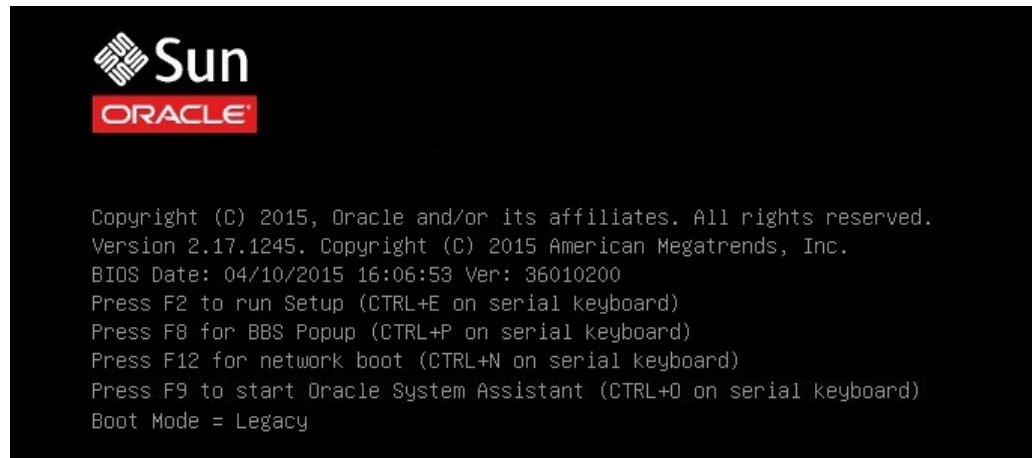 Sun
ORACLE®
Copyright (C) 2015, Oracle and/or its affiliates. All rights reserved.
Version 2.17.1245. Copyright (C) 2015 American Megatrends, Inc.
BIOS Date: 04/10/2015 16:06:53 Ver: 36010200
Press F2 to run Setup (CTRL+E on serial keyboard)
Press F8 for BBS Popup (CTRL+P on serial keyboard)
Press F12 for network boot (CTRL+N on serial keyboard)
Press F9 to start Oracle System Assistant (CTRL+O on serial keyboard)
Boot Mode = Legacy